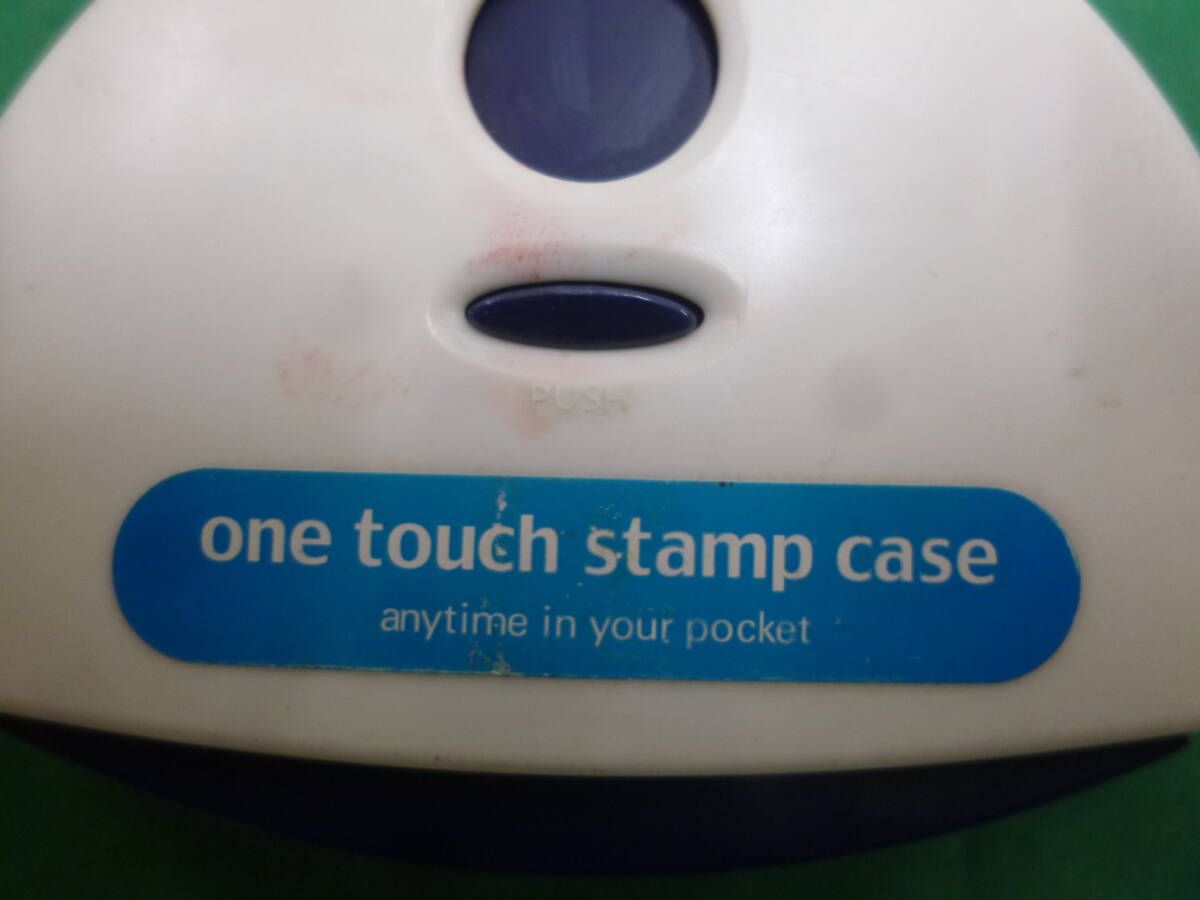 PUSH
one touch stamp case
anytime in your pocket